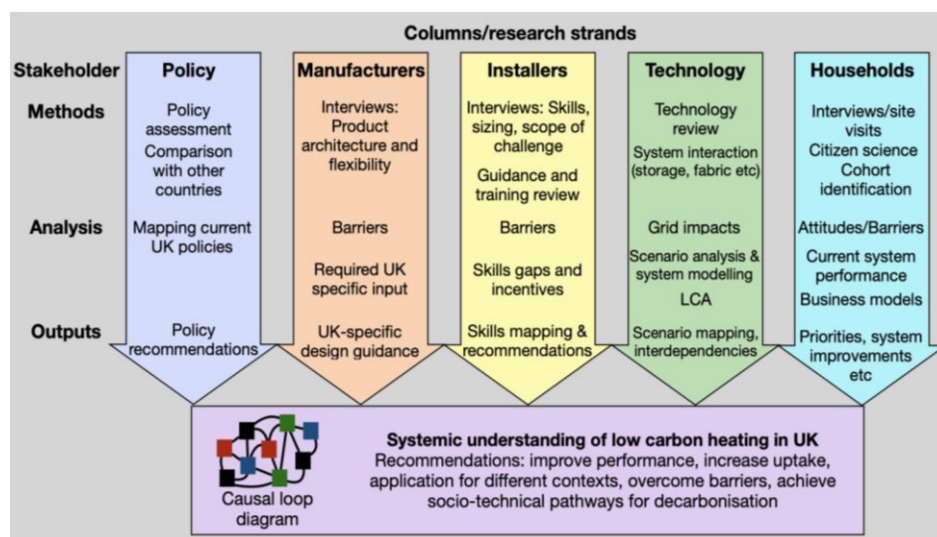 Columns/research strands
Stakeholder Policy Manufacturers Installers Technology Households
Methods
Policy
assessment
Comparison
with other
countries
Interviews:
Product
architecture and
flexibility
Interviews: Skills,
sizing, scope of
challenge
Guidance and
training review
Technology
review
System interaction
(storage, fabric etc)
Interviews/site
visits
Citizen science
Cohort
identification
Analysis
Mapping current
UK policies
Barriers
Required UK
specific input
Barriers
Skills gaps and
incentives
Grid impacts
Scenario analysis &
system modelling
LCA
Attitudes/Barriers
Current system
performance
Business models
Outputs
Policy
recommendations
UK-specific
design guidance
Skills mapping &
recommendations
Scenario mapping,
interdependencies
Priorities, system
improvements
etc
Causal loop
diagram
Systemic understanding of low carbon heating in UK
Recommendations: improve performance, increase uptake,
application for different contexts, overcome barriers, achieve
socio-technical pathways for decarbonisation